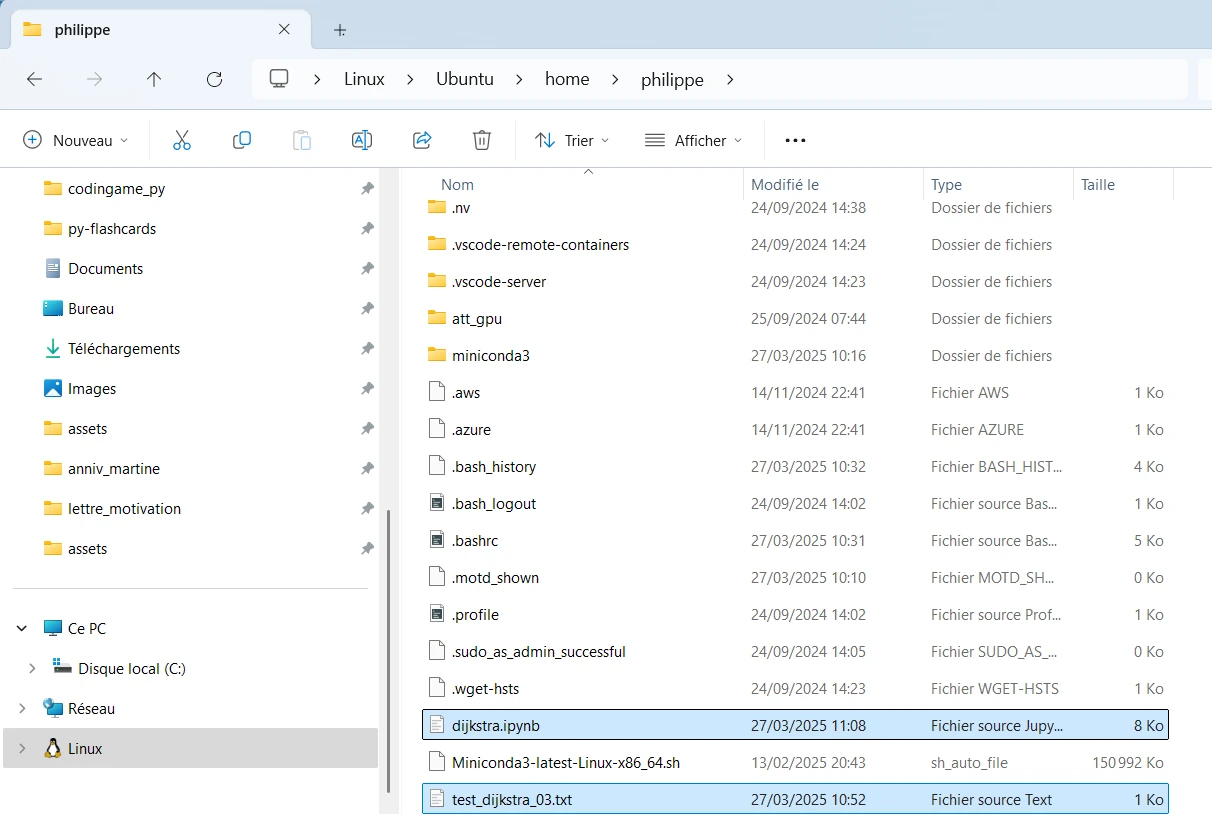 philippe
Linux Ubuntu home philippe
Nouveau Trier Afficher
codingame_py
py-flashcards
Documents
Bureau
Téléchargements
Images
assets
anniv_martine
lettre_motivation
assets
Ce PC
Disque local (C:)
Réseau
Linux
Nom Modifié le Type Taille
.nv 24/09/2024 14:38 Dossier de fichiers
.vscode-remote-containers 24/09/2024 14:24 Dossier de fichiers
.vscode-server 24/09/2024 14:23 Dossier de fichiers
att_gpu 25/09/2024 07:44 Dossier de fichiers
miniconda3 27/03/2025 10:16 Dossier de fichiers
.aws 14/11/2024 22:41 Fichier AWS 1 Ko
.azure 14/11/2024 22:41 Fichier AZURE 1 Ko
.bash_history 27/03/2025 10:32 Fichier BASH_HIST... 4 Ko
.bash_logout 24/09/2024 14:02 Fichier source Bas... 1 Ko
.bashrc 27/03/2025 10:31 Fichier source Bas... 5 Ko
.motd_shown 27/03/2025 10:10 Fichier MOTD_SH... 0 Ko
.profile 24/09/2024 14:02 Fichier source Prof... 1 Ko
.sudo_as_admin_successful 24/09/2024 14:05 Fichier SUDO_AS_... 0 Ko
.wget-hsts 24/09/2024 14:23 Fichier WGET-HSTS 1 Ko
dijkstra.ipynb 27/03/2025 11:08 Fichier source Jupy... 8 Ko
Miniconda3-latest-Linux-x86_64.sh 13/02/2025 20:43 sh_auto_file 150 992 Ko
test_dijkstra_03.txt 27/03/2025 10:52 Fichier source Text 1 Ko